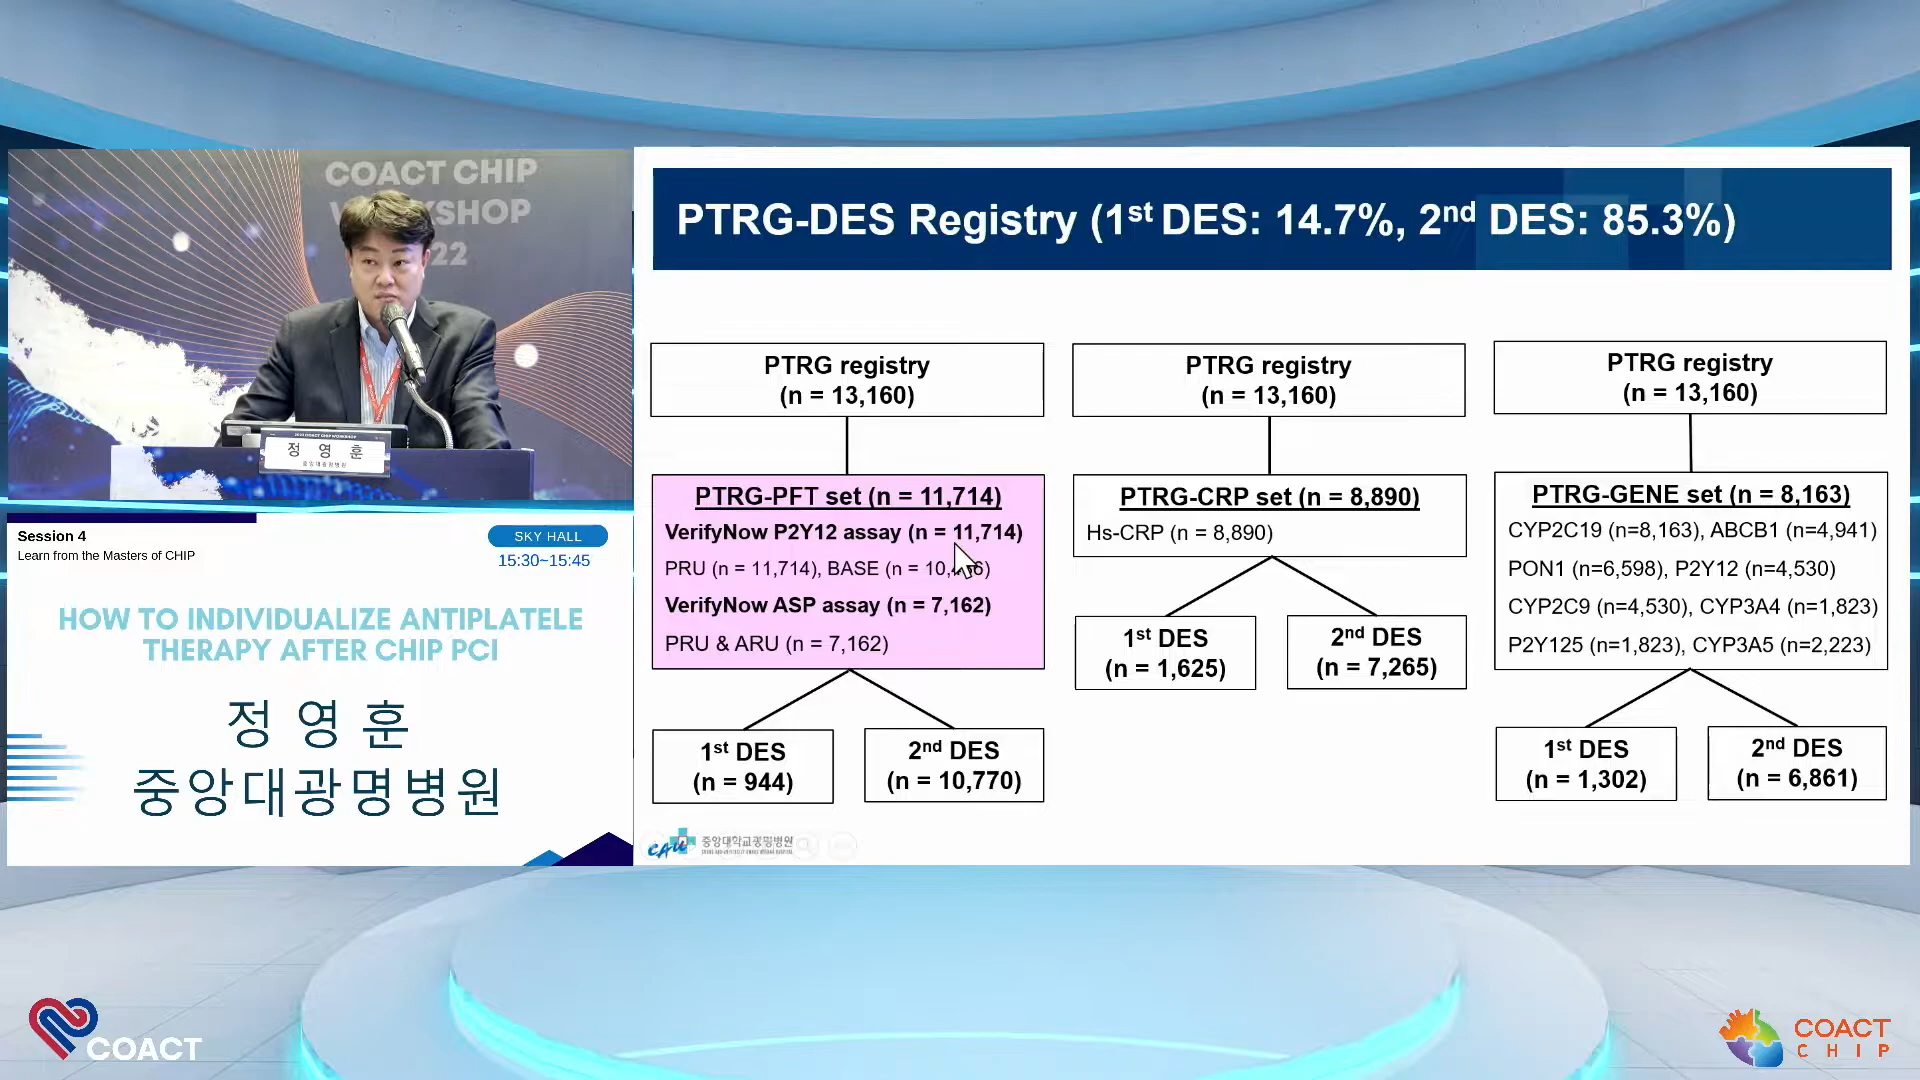 COACT CHIP
WORKSHOP
22
정 영 훈
Session 4
Learn from the Masters of CHIP
SKY HALL
15:30~15:45
HOW TO INDIVIDUALIZE ANTIPLATELE
THERAPY AFTER CHIP PCI
정 영 훈
중앙대광명병원
PTRG-DES Registry (1st DES: 14.7%, 2nd DES: 85.3%)
PTRG registry
(n = 13,160)
PTRG-PFT set (n = 11,714)
VerifyNow P2Y12 assay (n = 11,714)
PRU (n = 11,714), BASE (n =
VerifyNow ASP assay (n = 7,162)
PRU & ARU (n = 7,162)
1st DES
(n = 944)
2nd DES
(n = 10,770)
PTRG registry
(n = 13,160)
PTRG-CRP set (n = 8,890)
Hs-CRP (n = 8,890)
1st DES
(n = 1,625)
2nd DES
(n = 7,265)
PTRG registry
(n = 13,160)
PTRG-GENE set (n = 8,163)
CYP2C19 (n=8,163), ABCB1 (n=4,941)
PON1 (n=6,598), P2Y12 (n=4,530)
CYP2C9 (n=4,530), CYP3A4 (n=1,823)
P2Y125 (n=1,823), CYP3A5 (n=2,223)
1st DES
(n = 1,302)
2nd DES
(n = 6,861)
CAU
중앙대학교광명병원
COACT
COACT
CHIP